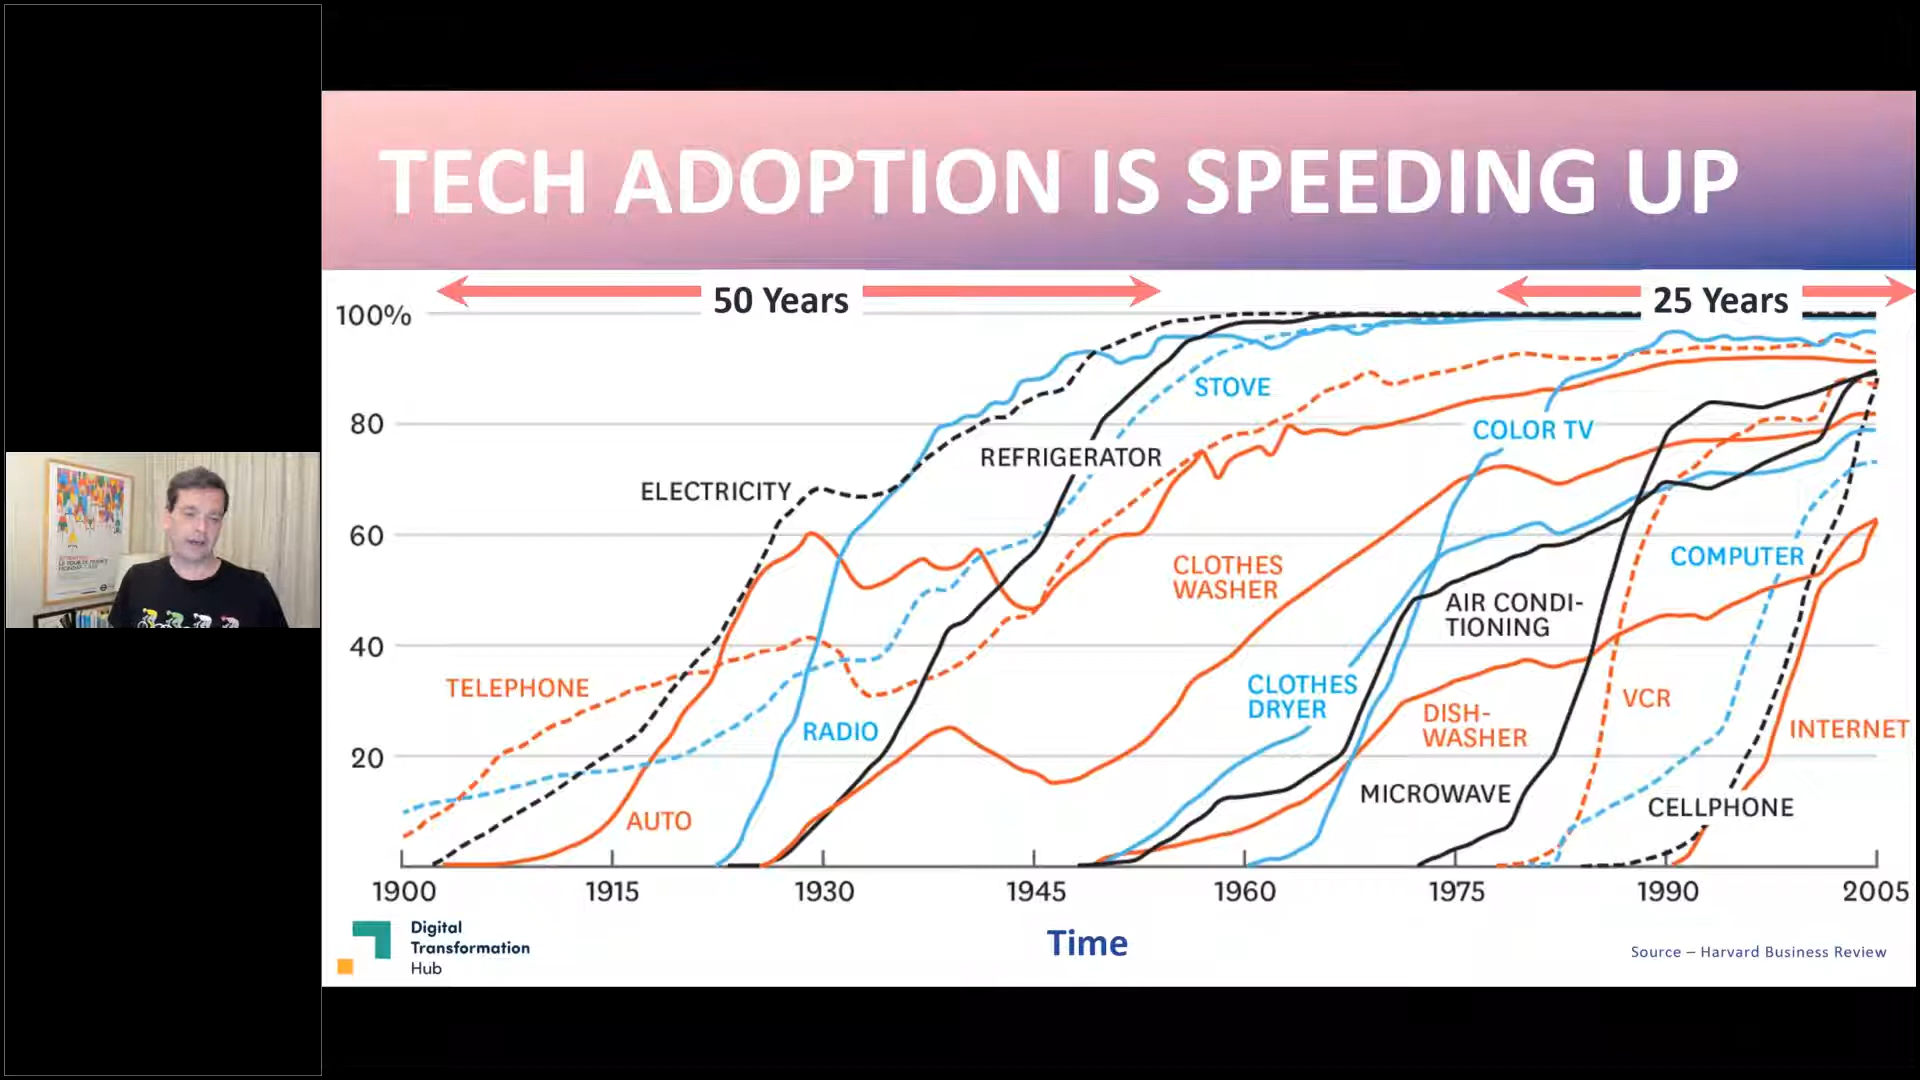 TECH ADOPTION IS SPEEDING UP
50 Years
25 Years
100%
80
60
40
20
STOVE
COLOR TV
REFRIGERATOR
ELECTRICITY
CLOTHES
WASHER
COMPUTER
AIR CONDI-
TIONING
TELEPHONE
CLOTHES
DRYER
VCR
DISH-
WASHER
RADIO
INTERNET
MICROWAVE
CELLPHONE
AUTO
1900
1915
1930
1945
1960
1975
1990
2005
Time
Digital
Transformation
Hub
Source – Harvard Business Review